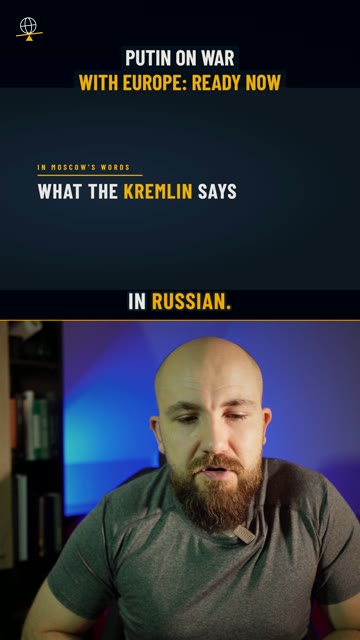 PUTIN ON WAR
WITH EUROPE: READY NOW
IN MOSCOW'S WORDS
WHAT THE KREMLIN SAYS
IN RUSSIAN.